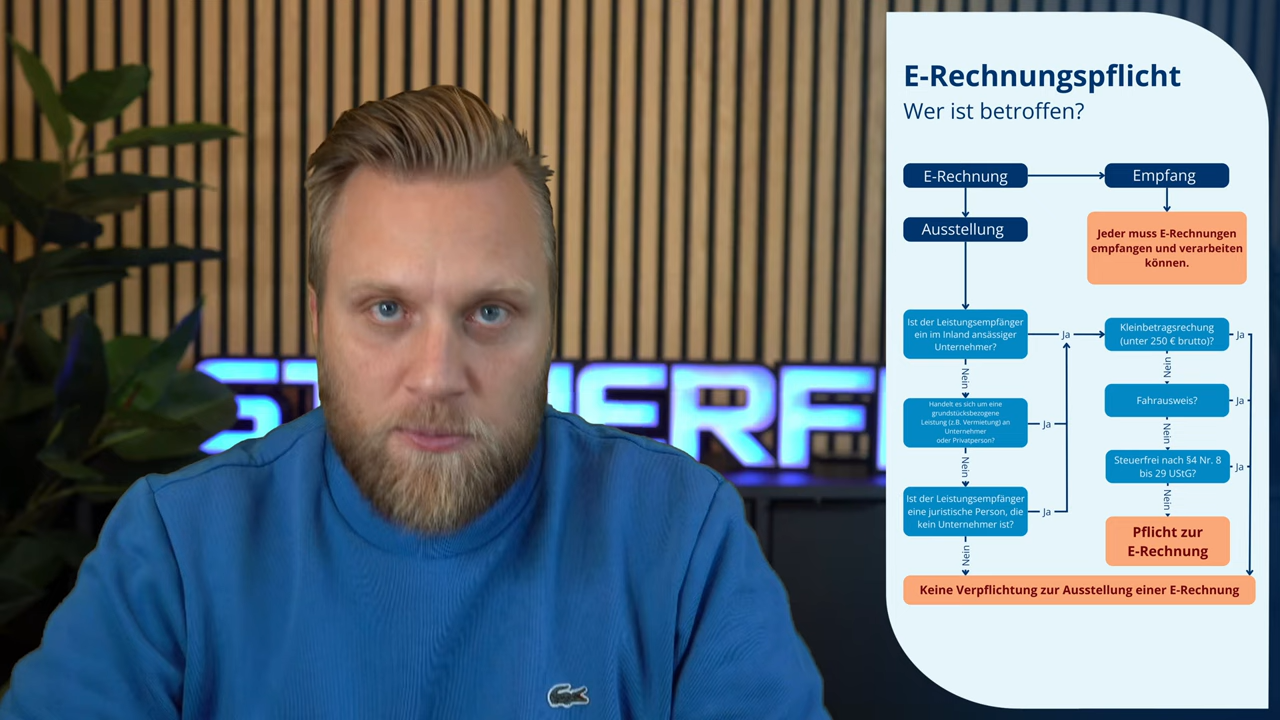 E-Rechnungspflicht
Wer ist betroffen?
E-Rechnung
Empfang
Ausstellung
Jeder muss E-Rechnungen
empfangen und verarbeiten
können.
Ist der Leistungsempfänger
ein im Inland ansässiger
Unternehmer?
Ja
Kleinbetragsrechung
(unter 250 € brutto)?
Ja
Nein
Nein
Handelt es sich um eine
grundstücksbezogene
Leistung (z.B. Vermietung) an
Unternehmer
oder Privatperson?
Ja
Fahrausweis?
Ja
Nein
Nein
Steuerfrei nach §4 Nr. 8
bis 29 UStG?
Ja
Ist der Leistungsempfänger
eine juristische Person, die
kein Unternehmer ist?
Ja
Nein
Pflicht zur
E-Rechnung
Nein
Keine Verpflichtung zur Ausstellung einer E-Rechnung